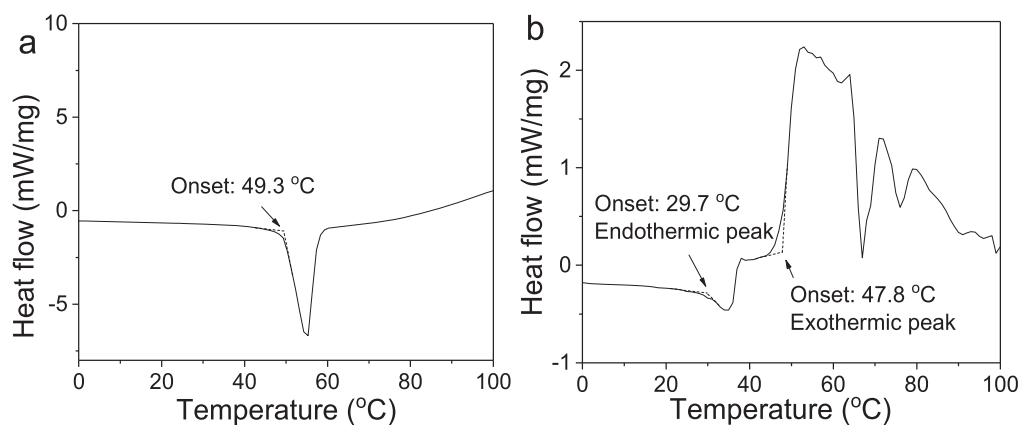 a
Heat flow (mW/mg)
10
5
0
-5
Onset: 49.3 °C
0 20 40 60 80 100
Temperature (°C)
b
Heat flow (mW/mg)
2
1
0
-1
Onset: 29.7 °C
Endothermic peak
Onset: 47.8 °C
Exothermic peak
0 20 40 60 80 100
Temperature (°C)